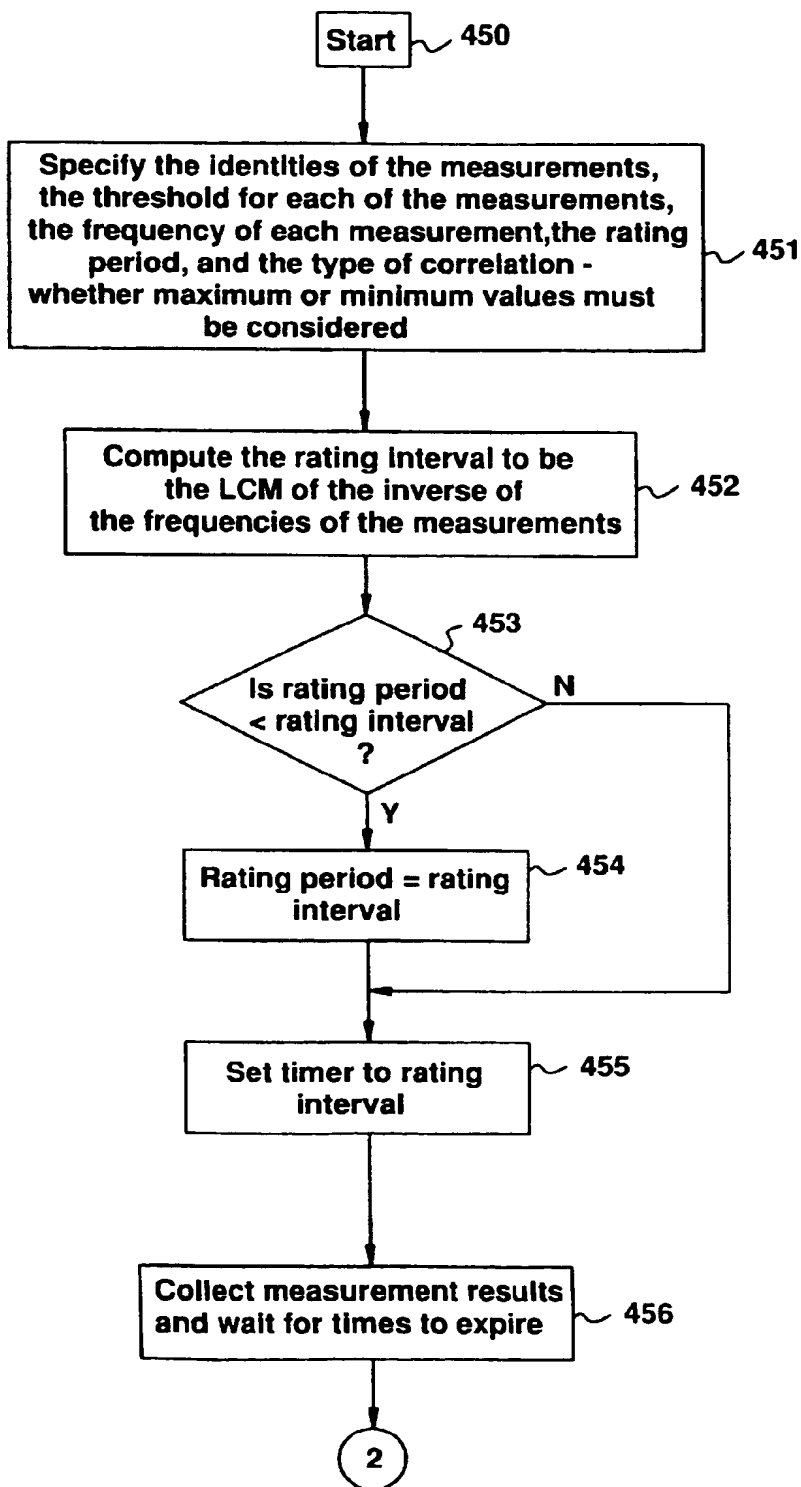 Start
450
Specify the identities of the measurements,
the threshold for each of the measurements,
the frequency of each measurement,the rating
period, and the type of correlation -
whether maximum or minimum values must
be considered
451
Compute the rating interval to be
the LCM of the inverse of
the frequencies of the measurements
452
453
Is rating period
< rating interval
?
N
Y
Rating period = rating
interval
454
Set timer to rating
interval
455
Collect measurement results
and wait for times to expire
456
2